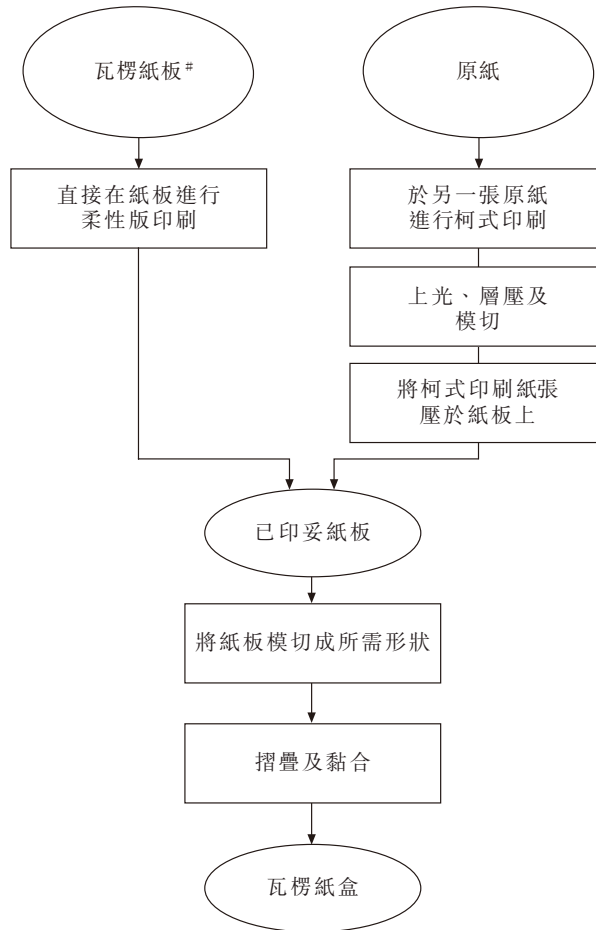 瓦楞紙板#
直接在紙板進行
柔性版印刷
原紙
於另一張原紙
進行柯式印刷
上光、層壓及
模切
將柯式印刷紙張
壓於紙板上
已印妥紙板
將紙板模切成所需形狀
摺疊及黏合
瓦楞紙盒